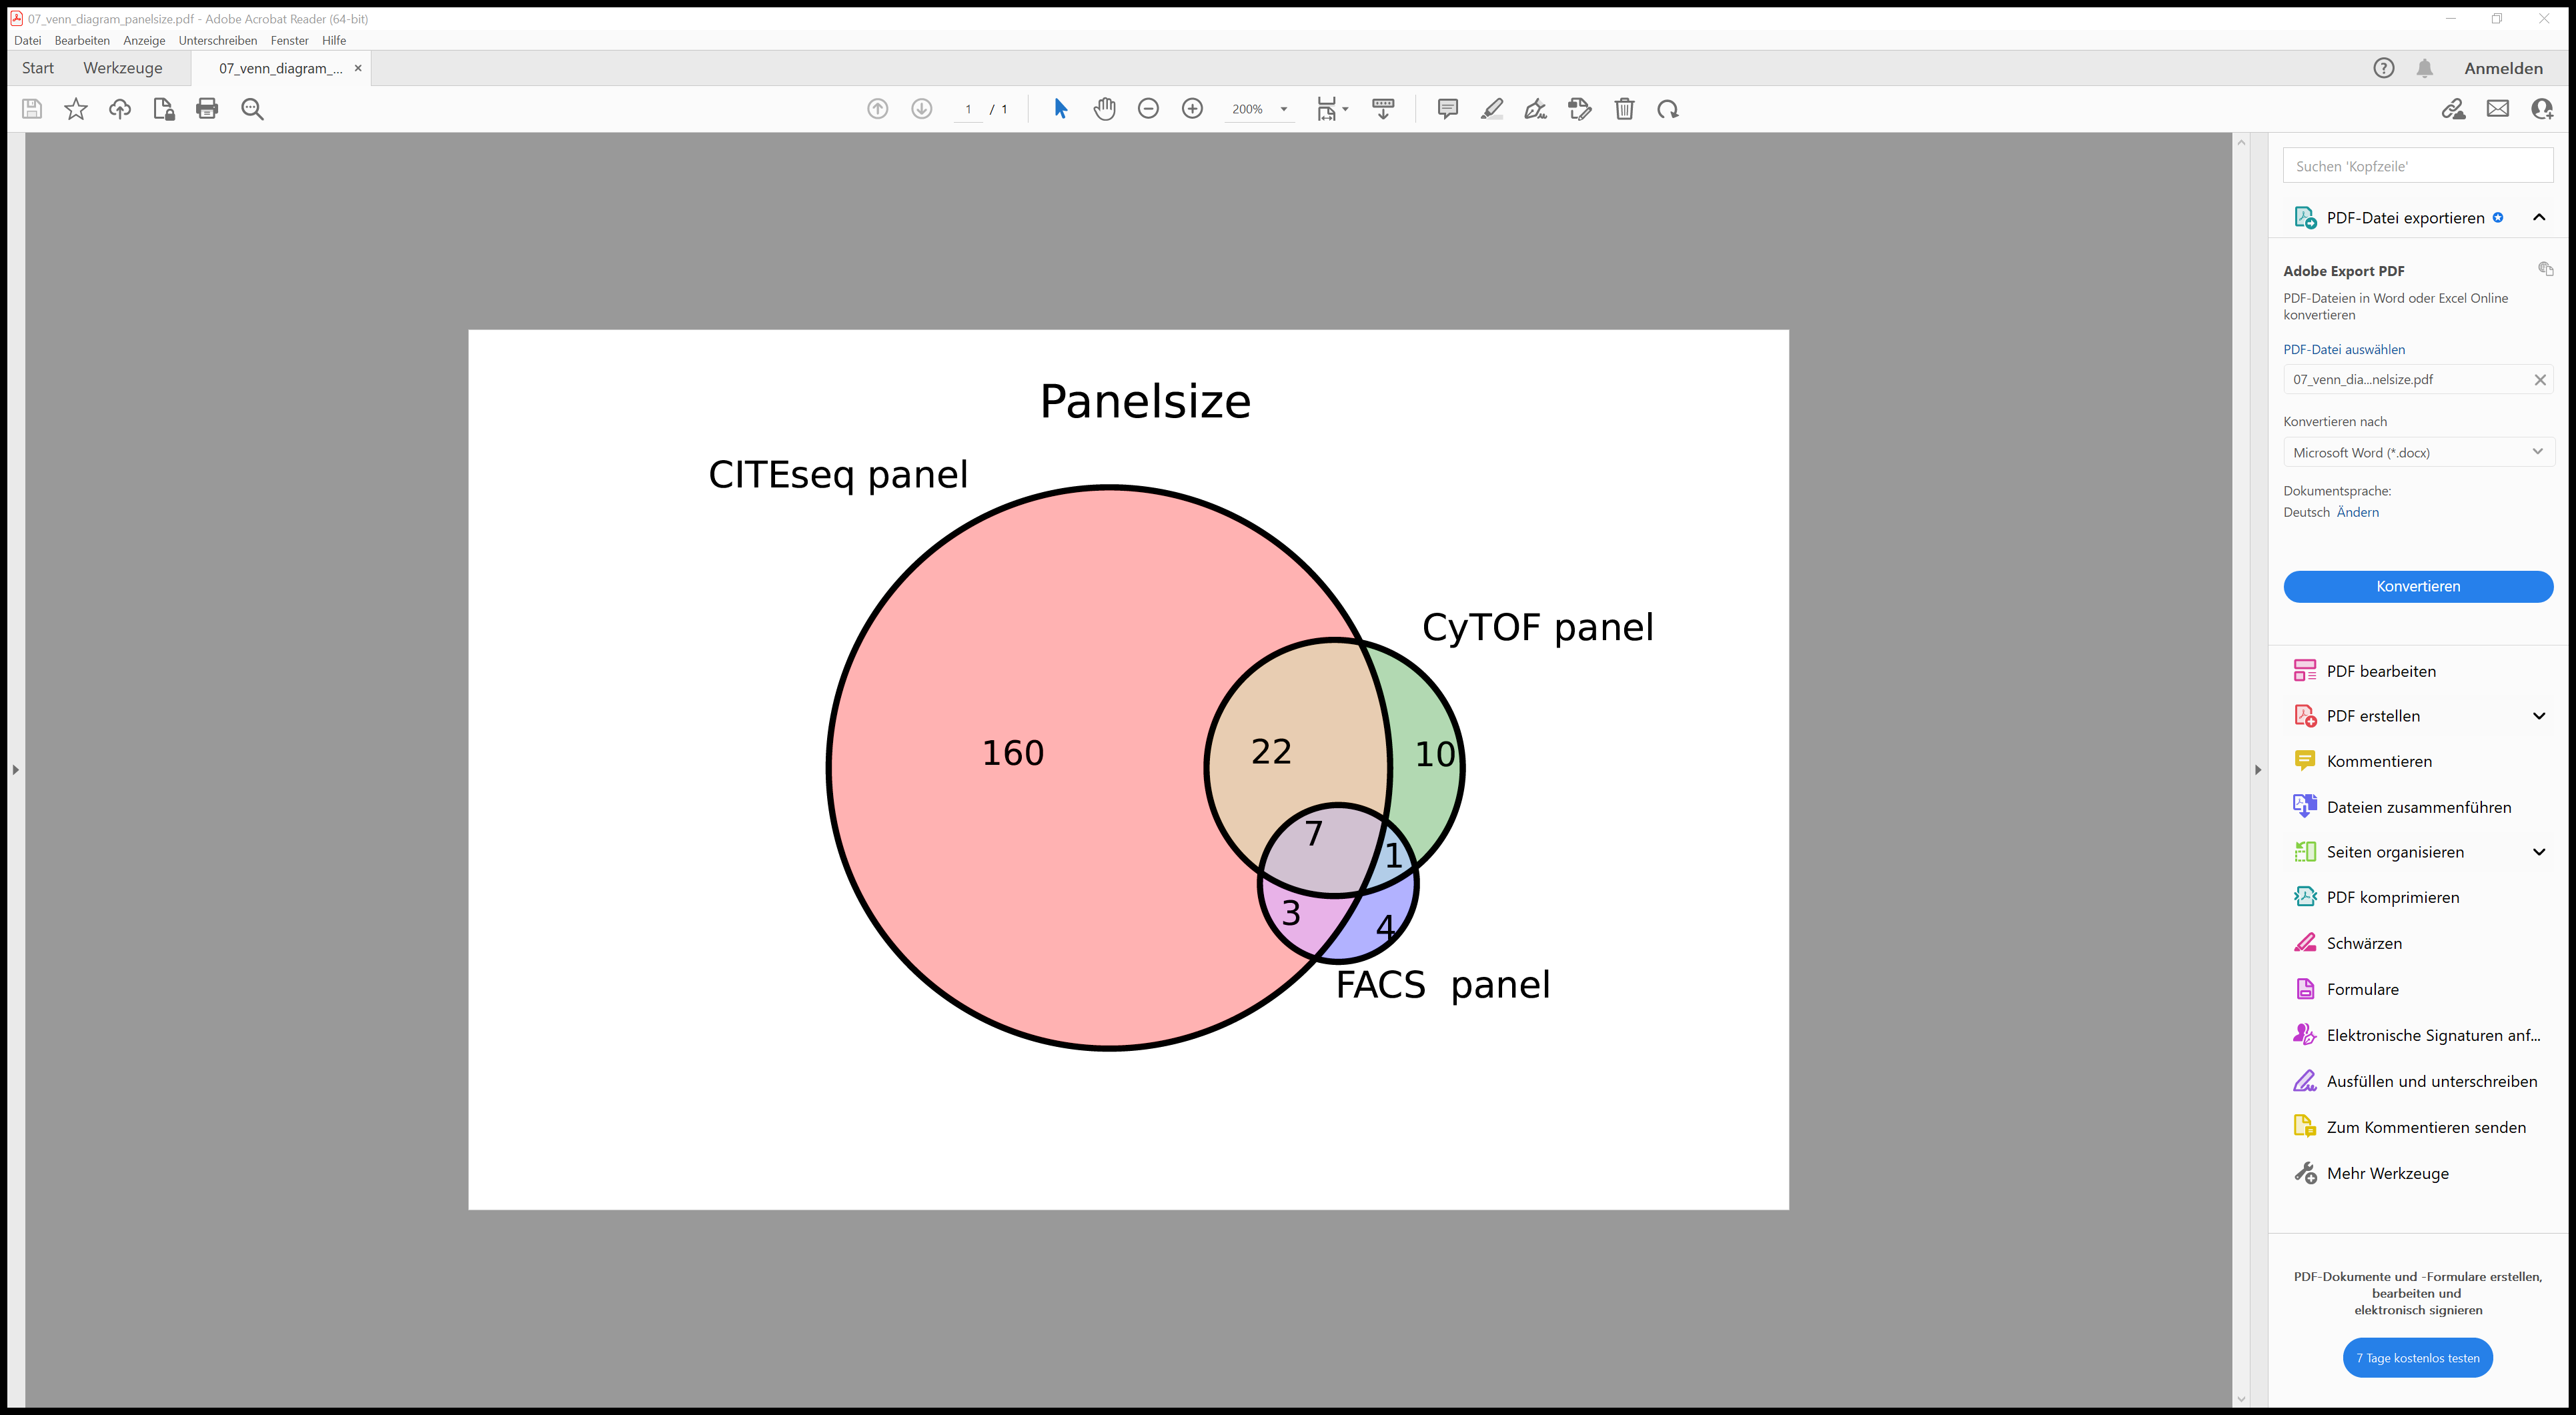 07_venn_diagram_panelsize.pdf - Adobe Acrobat Reader (64-bit)
Datei Bearbeiten Anzeige Unterschreiben Fenster Hilfe
Start Werkzeuge 07_venn_diagram_... × Anmelden
1 / 1 200%
Panelsize
CITEseq panel
CyTOF panel
160
22
10
7
1
3
4
FACS panel
Suchen 'Kopfzeile'
PDF-Datei exportieren
Adobe Export PDF
PDF-Dateien in Word oder Excel Online
konvertieren
PDF-Datei auswählen
07_venn_dia...nelsize.pdf
Konvertieren nach
Microsoft Word (*.docx)
Dokumentsprache:
Deutsch Ändern
Konvertieren
PDF bearbeiten
PDF erstellen
Kommentieren
Dateien zusammenführen
Seiten organisieren
PDF komprimieren
Schwärzen
Formulare
Elektronische Signaturen anf...
Ausfüllen und unterschreiben
Zum Kommentieren senden
Mehr Werkzeuge
PDF-Dokumente und -Formulare erstellen,
bearbeiten und
elektronisch signieren
7 Tage kostenlos testen